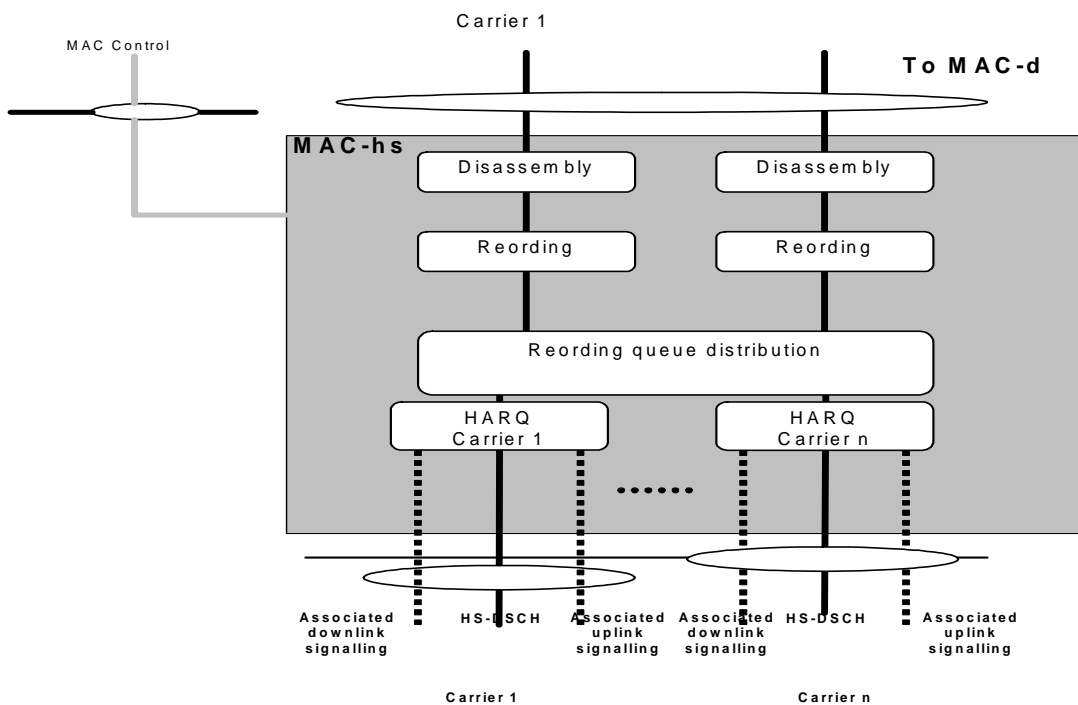 Carrier 1
MAC Control
To MAC-d
MAC-hs
Disassembly
Disassembly
Reording
Reording
Reording queue distribution
HARQ
Carrier 1
HARQ
Carrier n
Associated
downlink
signalling
HS-DSCH
Associated
uplink
signalling
Associated
downlink
signalling
HS-DSCH
Associated
uplink
signalling
Carrier 1
Carrier n